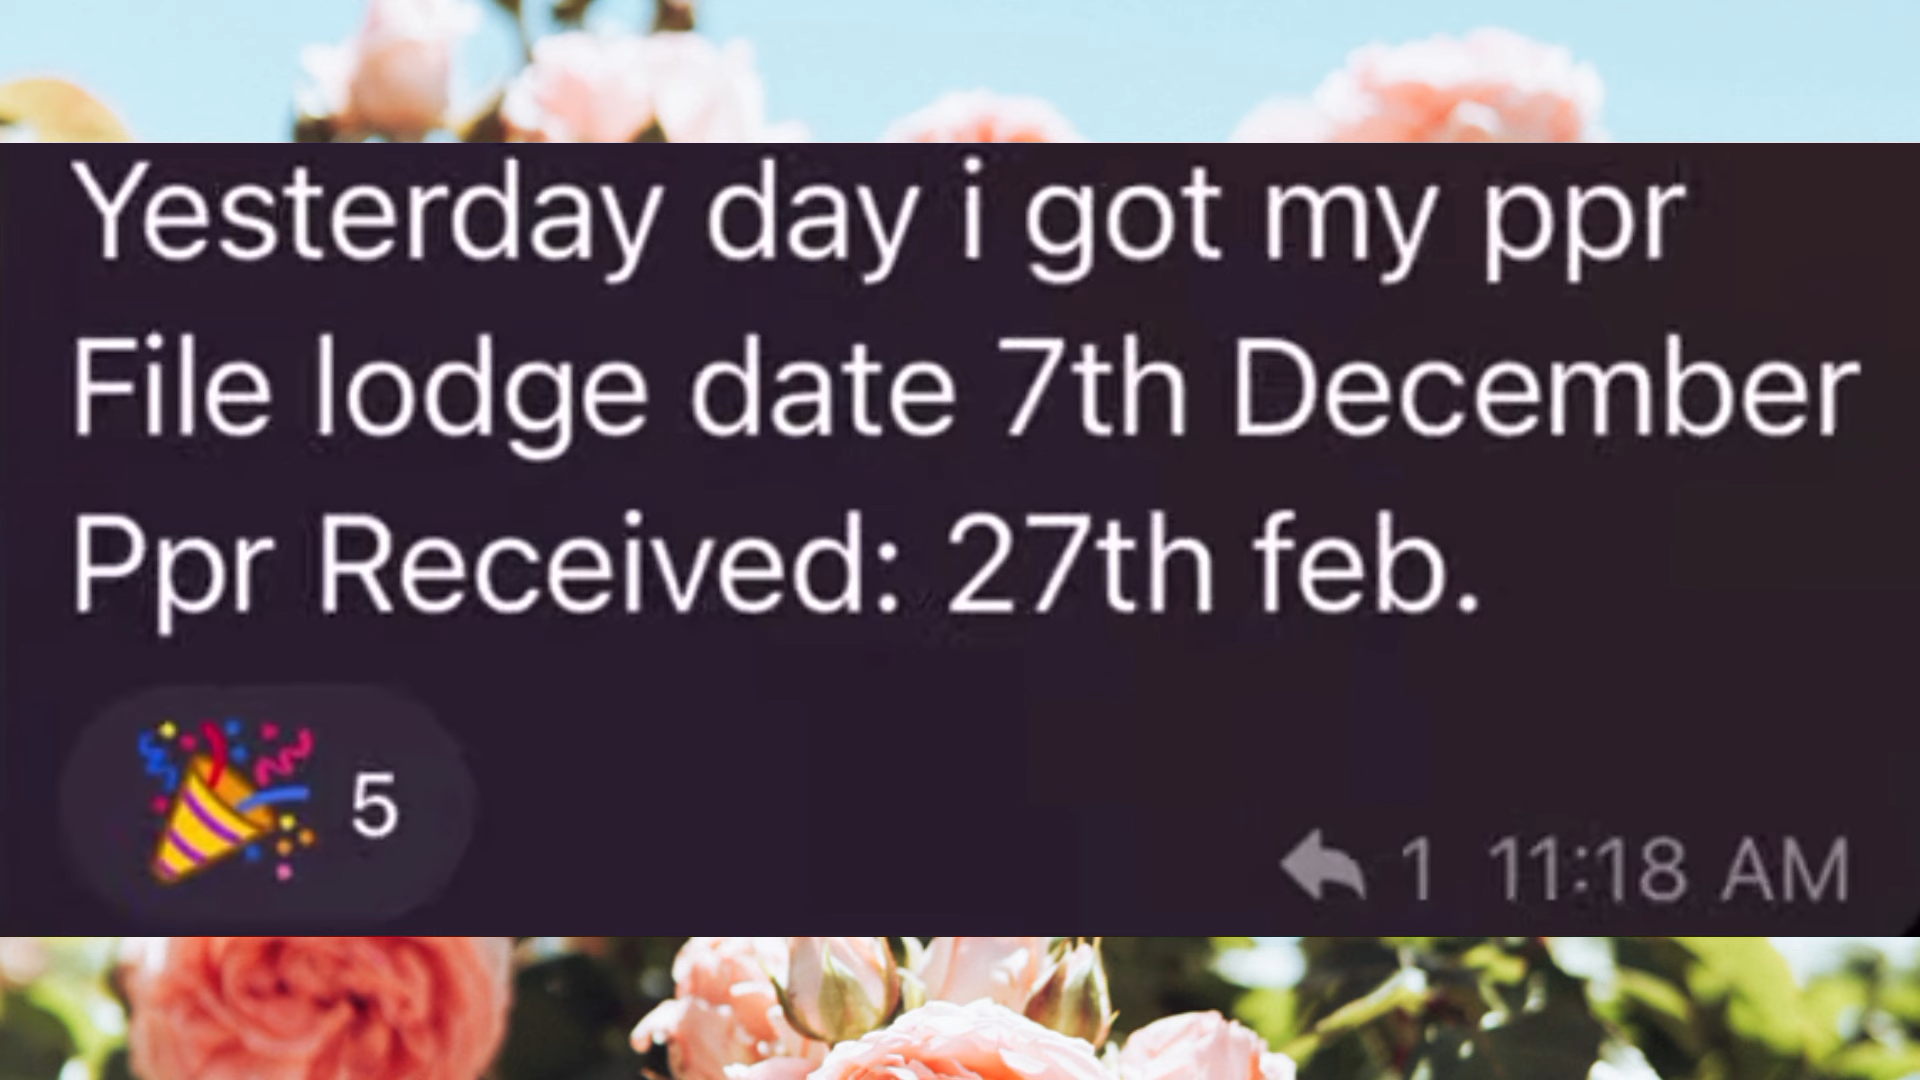 Yesterday day i got my ppr
File lodge date 7th December
Ppr Received: 27th feb.
5
1 11:18 AM